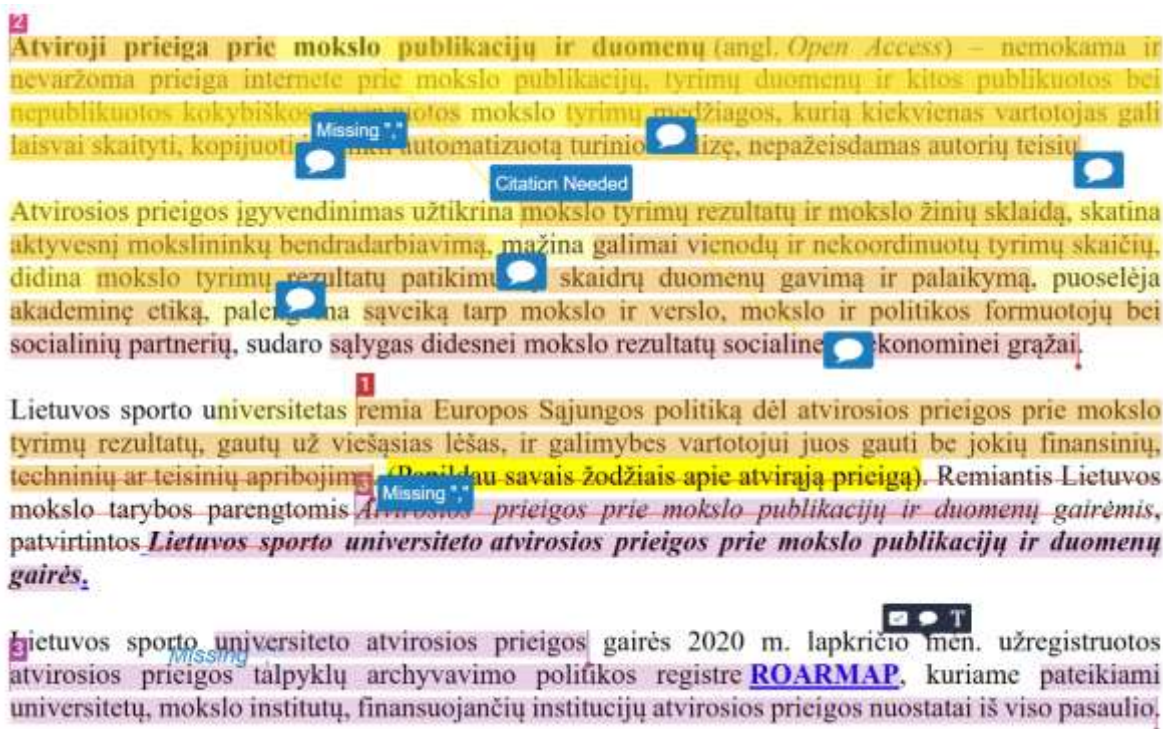 2
Atviroji prieiga prie mokslo publikacijų ir duomenų (angl. Open Access) – nemokama ir
nevaržoma prieiga internete prie mokslo publikacijų, tyrimų duomenų ir kitos publikuotos bei
nepublikuotos kokybiškos mokslo tyrimų medžiagos, kurią kiekvienas vartotojas gali
Missing ","
laisvai skaityti, kopijuoti automatizuotą turinio nepažeisdamas autorių teisių
Citation Needed
Atvirosios prieigos įgyvendinimas užtikrina mokslo tyrimų rezultatų ir mokslo žinių sklaidą, skatina
aktyvesnį mokslininkų bendradarbiavimą, mažina galimai vienodų ir nekoordinuotų tyrimų skaičių,
didina mokslo tyrimų rezultatų skaidrų duomenų gavimą ir palaikymą, puoselėja
akademinę etiką, sąveiką tarp mokslo ir verslo, mokslo ir politikos formuotojų bei
socialinių partnerių, sudaro sąlygas didesnei mokslo rezultatų ekonominei grąžai.
1
Lietuvos sporto universitetas remia Europos Sąjungos politiką dėl atvirosios prieigos prie mokslo
tyrimų rezultatų, gautų už viešąsias lėšas, ir galimybes vartotojui juos gauti be jokių finansinių,
techninių ar teisinių savais žodžiais apie atvirąją prieigą). Remiantis Lietuvos
3
Missing ","
mokslo tarybos parengtomis Atvirosios prieigos prie mokslo publikacijų ir duomenų gairėmis,
patvirtintos Lietuvos sporto universiteto atvirosios prieigos prie mokslo publikacijų ir duomenų
gairės.
T
Lietuvos sporto universiteto atvirosios prieigos gairės 2020 m. lapkričio mėn. užregistruotos
3
Missing
atvirosios prieigos talpyklų archyvavimo politikos registre ROARMAP, kuriame pateikiami
universitetų, mokslo institutų, finansuojančių institucijų atvirosios prieigos nuostatai iš viso pasaulio.